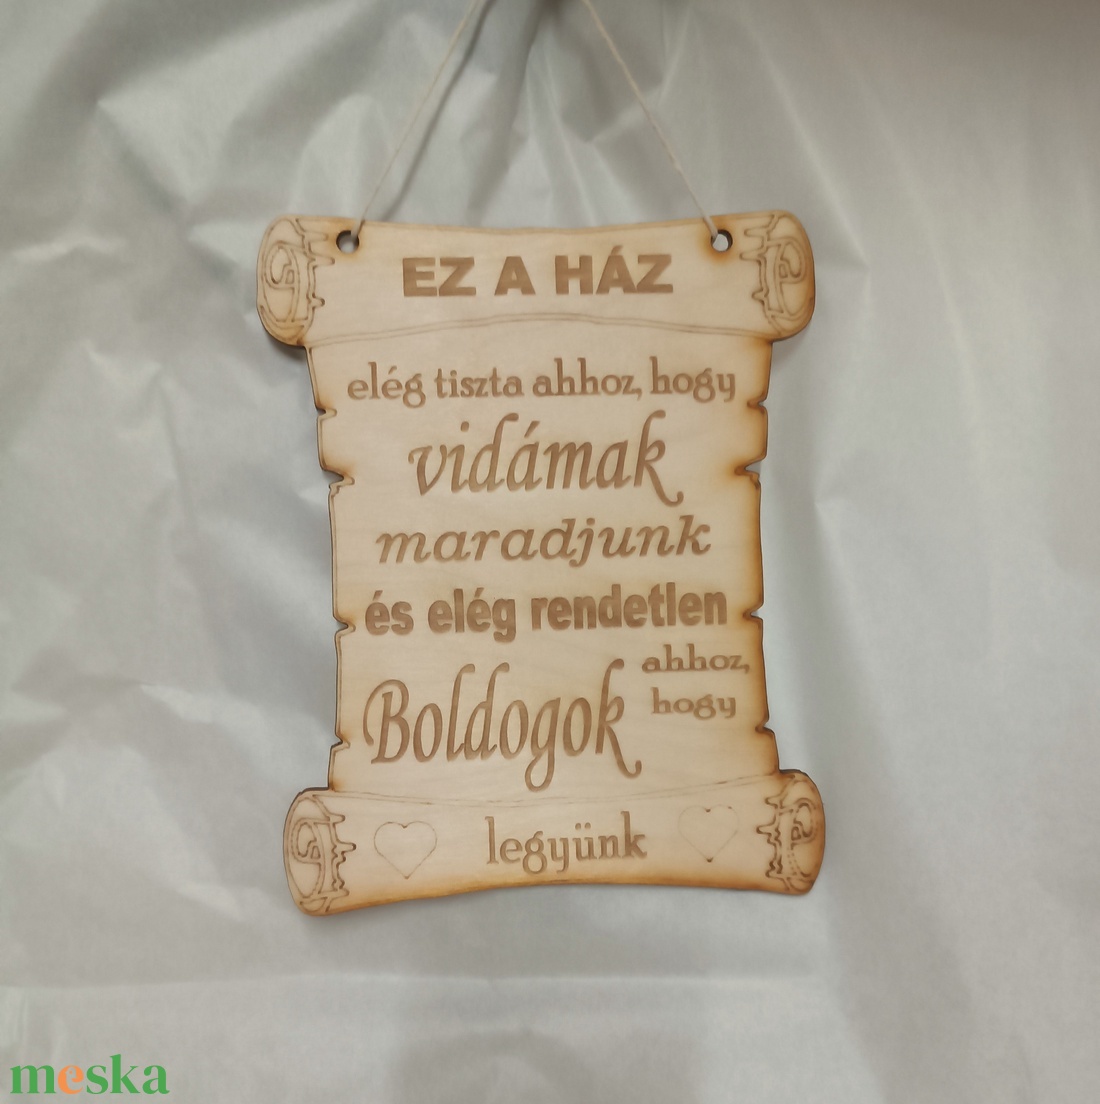 EZ A HÁZ
elég tiszta ahhoz, hogy
vidámak
maradjunk
és elég rendetlen
ahhoz,
hogy
Boldogok
legyünk
meska